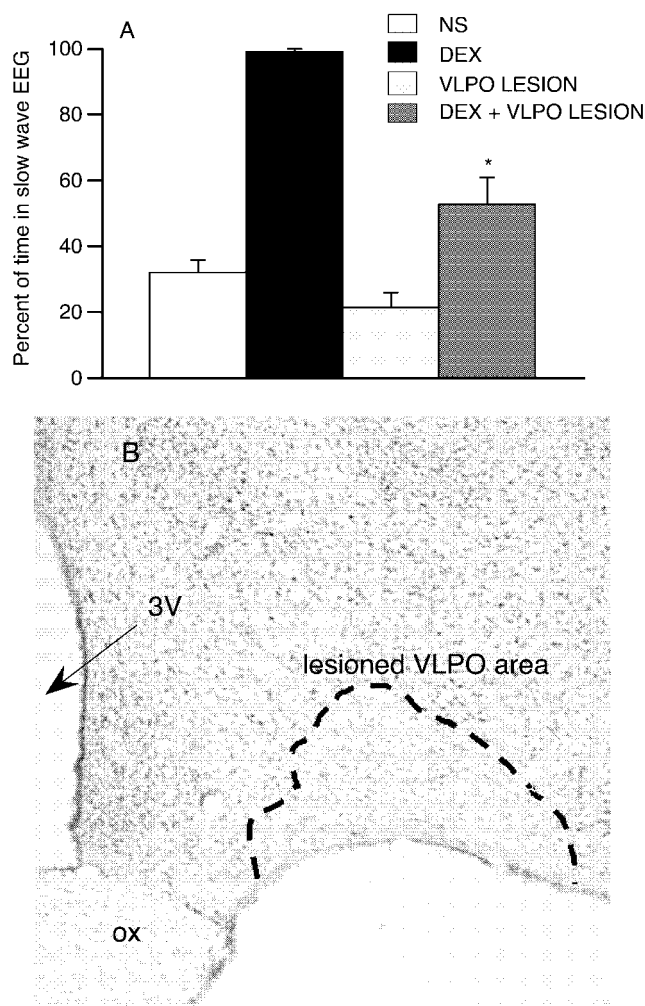 A
NS
DEX
VLPO LESION
DEX + VLPO LESION
Percent of time in slow wave EEG
100
80
60
40
20
0
*
B
3V
lesioned VLPO area
ox